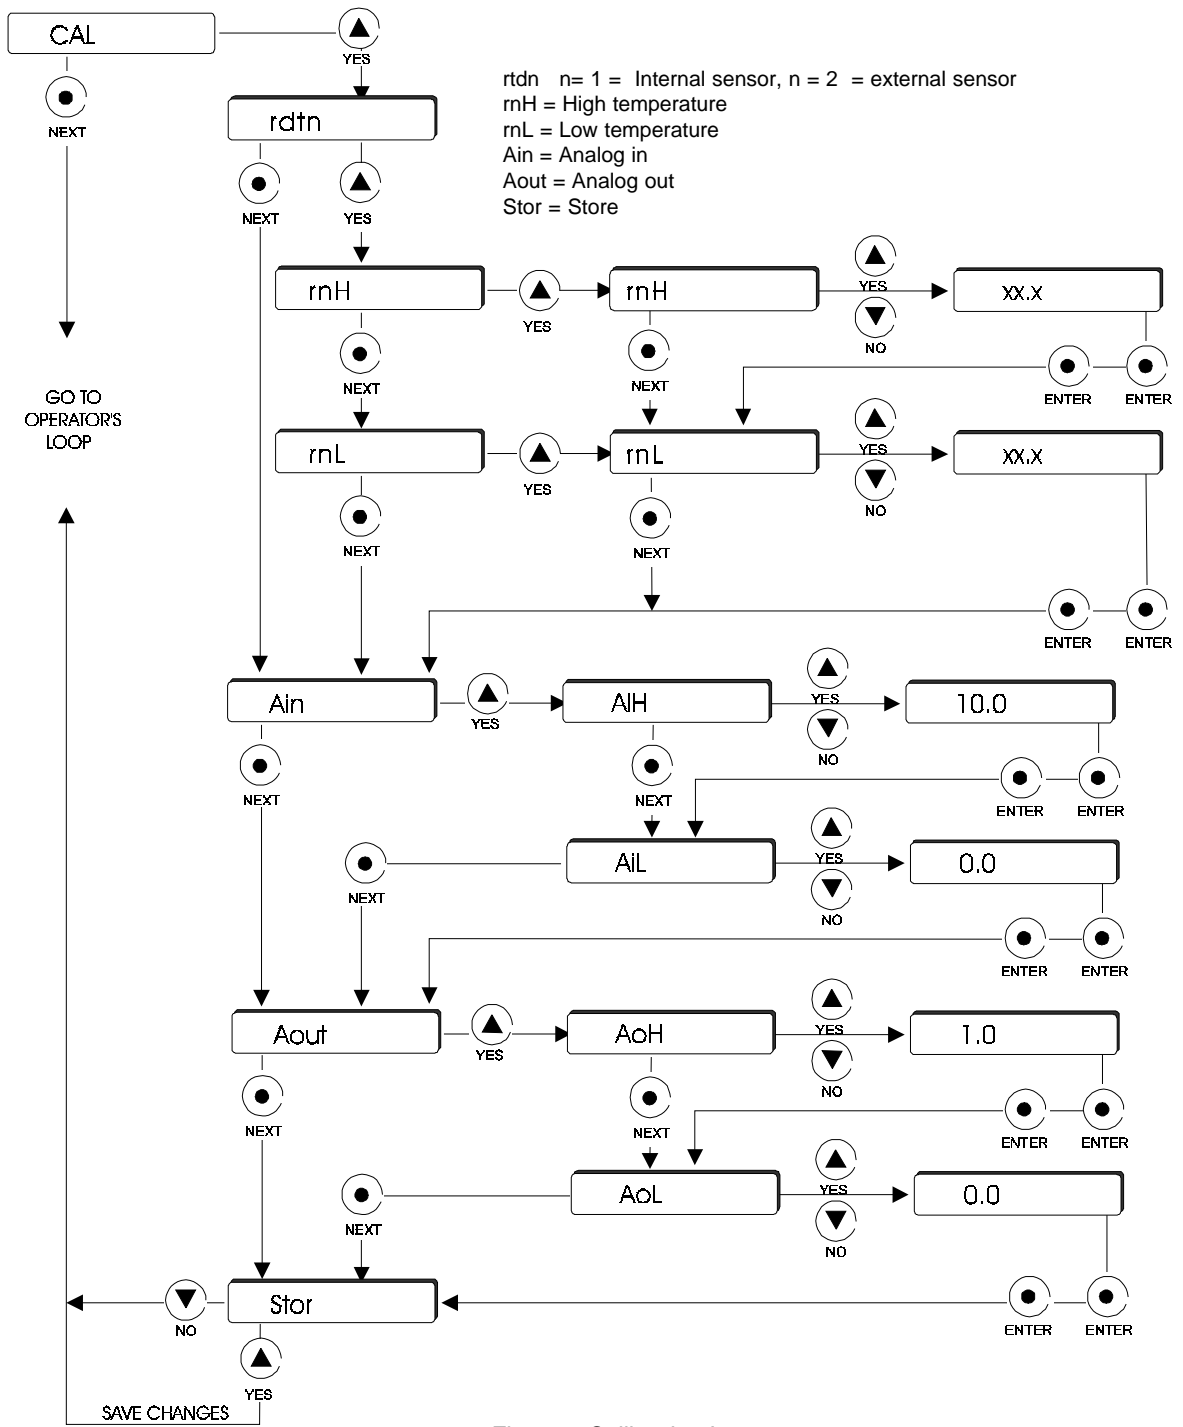 CAL
YES
NEXT
rtdn n= 1 = Internal sensor, n = 2 = external sensor
rnH = High temperature
rnL = Low temperature
Ain = Analog in
Aout = Analog out
Stor = Store
rdtn
NEXT YES
rnH YES rnH YES NO xx.x
NEXT NEXT ENTER ENTER
GO TO
OPERATOR'S
LOOP
rnL YES rnL YES NO xx.x
NEXT NEXT
ENTER ENTER
Ain YES AIH YES NO 10.0
NEXT NEXT ENTER ENTER
AiL YES NO 0.0
NEXT
ENTER ENTER
Aout YES AoH YES NO 1.0
NEXT NEXT ENTER ENTER
AoL YES NO 0.0
NEXT
Stor
NO
ENTER ENTER
YES
SAVE CHANGES